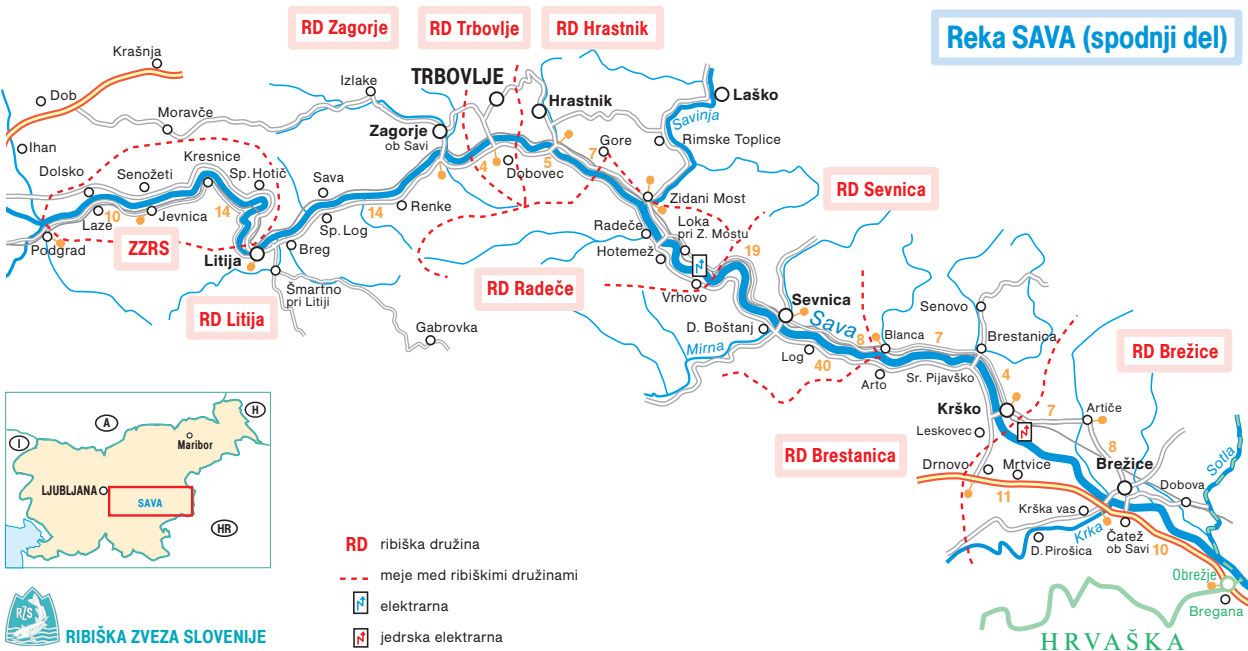 Reka SAVA (spodnji del)
RD Zagorje
RD Trbovlje
RD Hrastnik
Krašnja
Dob
Moravče
Izlake
TRBOVLJE
Hrastnik
Laško
Savinja
Ihan
Zagorje
ob Savi
Gore
7
Rimske Toplice
Dolsko
Senožeti
Kresnice
Sp. Hotič
Sava
4
5
Dobovec
Zidani Most
RD Sevnica
10
Laze
Jevnica
14
14
Renke
Sp. Log
Podgrad
ZZRS
Litija
Breg
Radeče
Loka
pri Z. Mostu
Hotemež
19
Vrhovo
Šmartno
pri Litiji
RD Litija
Gabrovka
RD Radeče
Sevnica
Sava
Senovo
D. Boštanj
Mirna
Log
8
40
Blanca
7
Brestanica
Arto
Sr. Pijavško
4
RD Brežice
Krško
7
Artiče
Leskovec
8
RD Brestanica
Drnovo
Mrtvice
11
Brežice
Dobova
Sotla
Krška vas
Krka
D. Pirošica
Čatež
ob Savi
10
Obrežje
Bregana
HRVAŠKA
I
A
H
Maribor
LJUBLJANA
SAVA
HR
RD ribiška družina
meje med ribiškimi družinami
elektrarna
jedrska elektrarna
RZS
RIBIŠKA ZVEZA SLOVENIJE